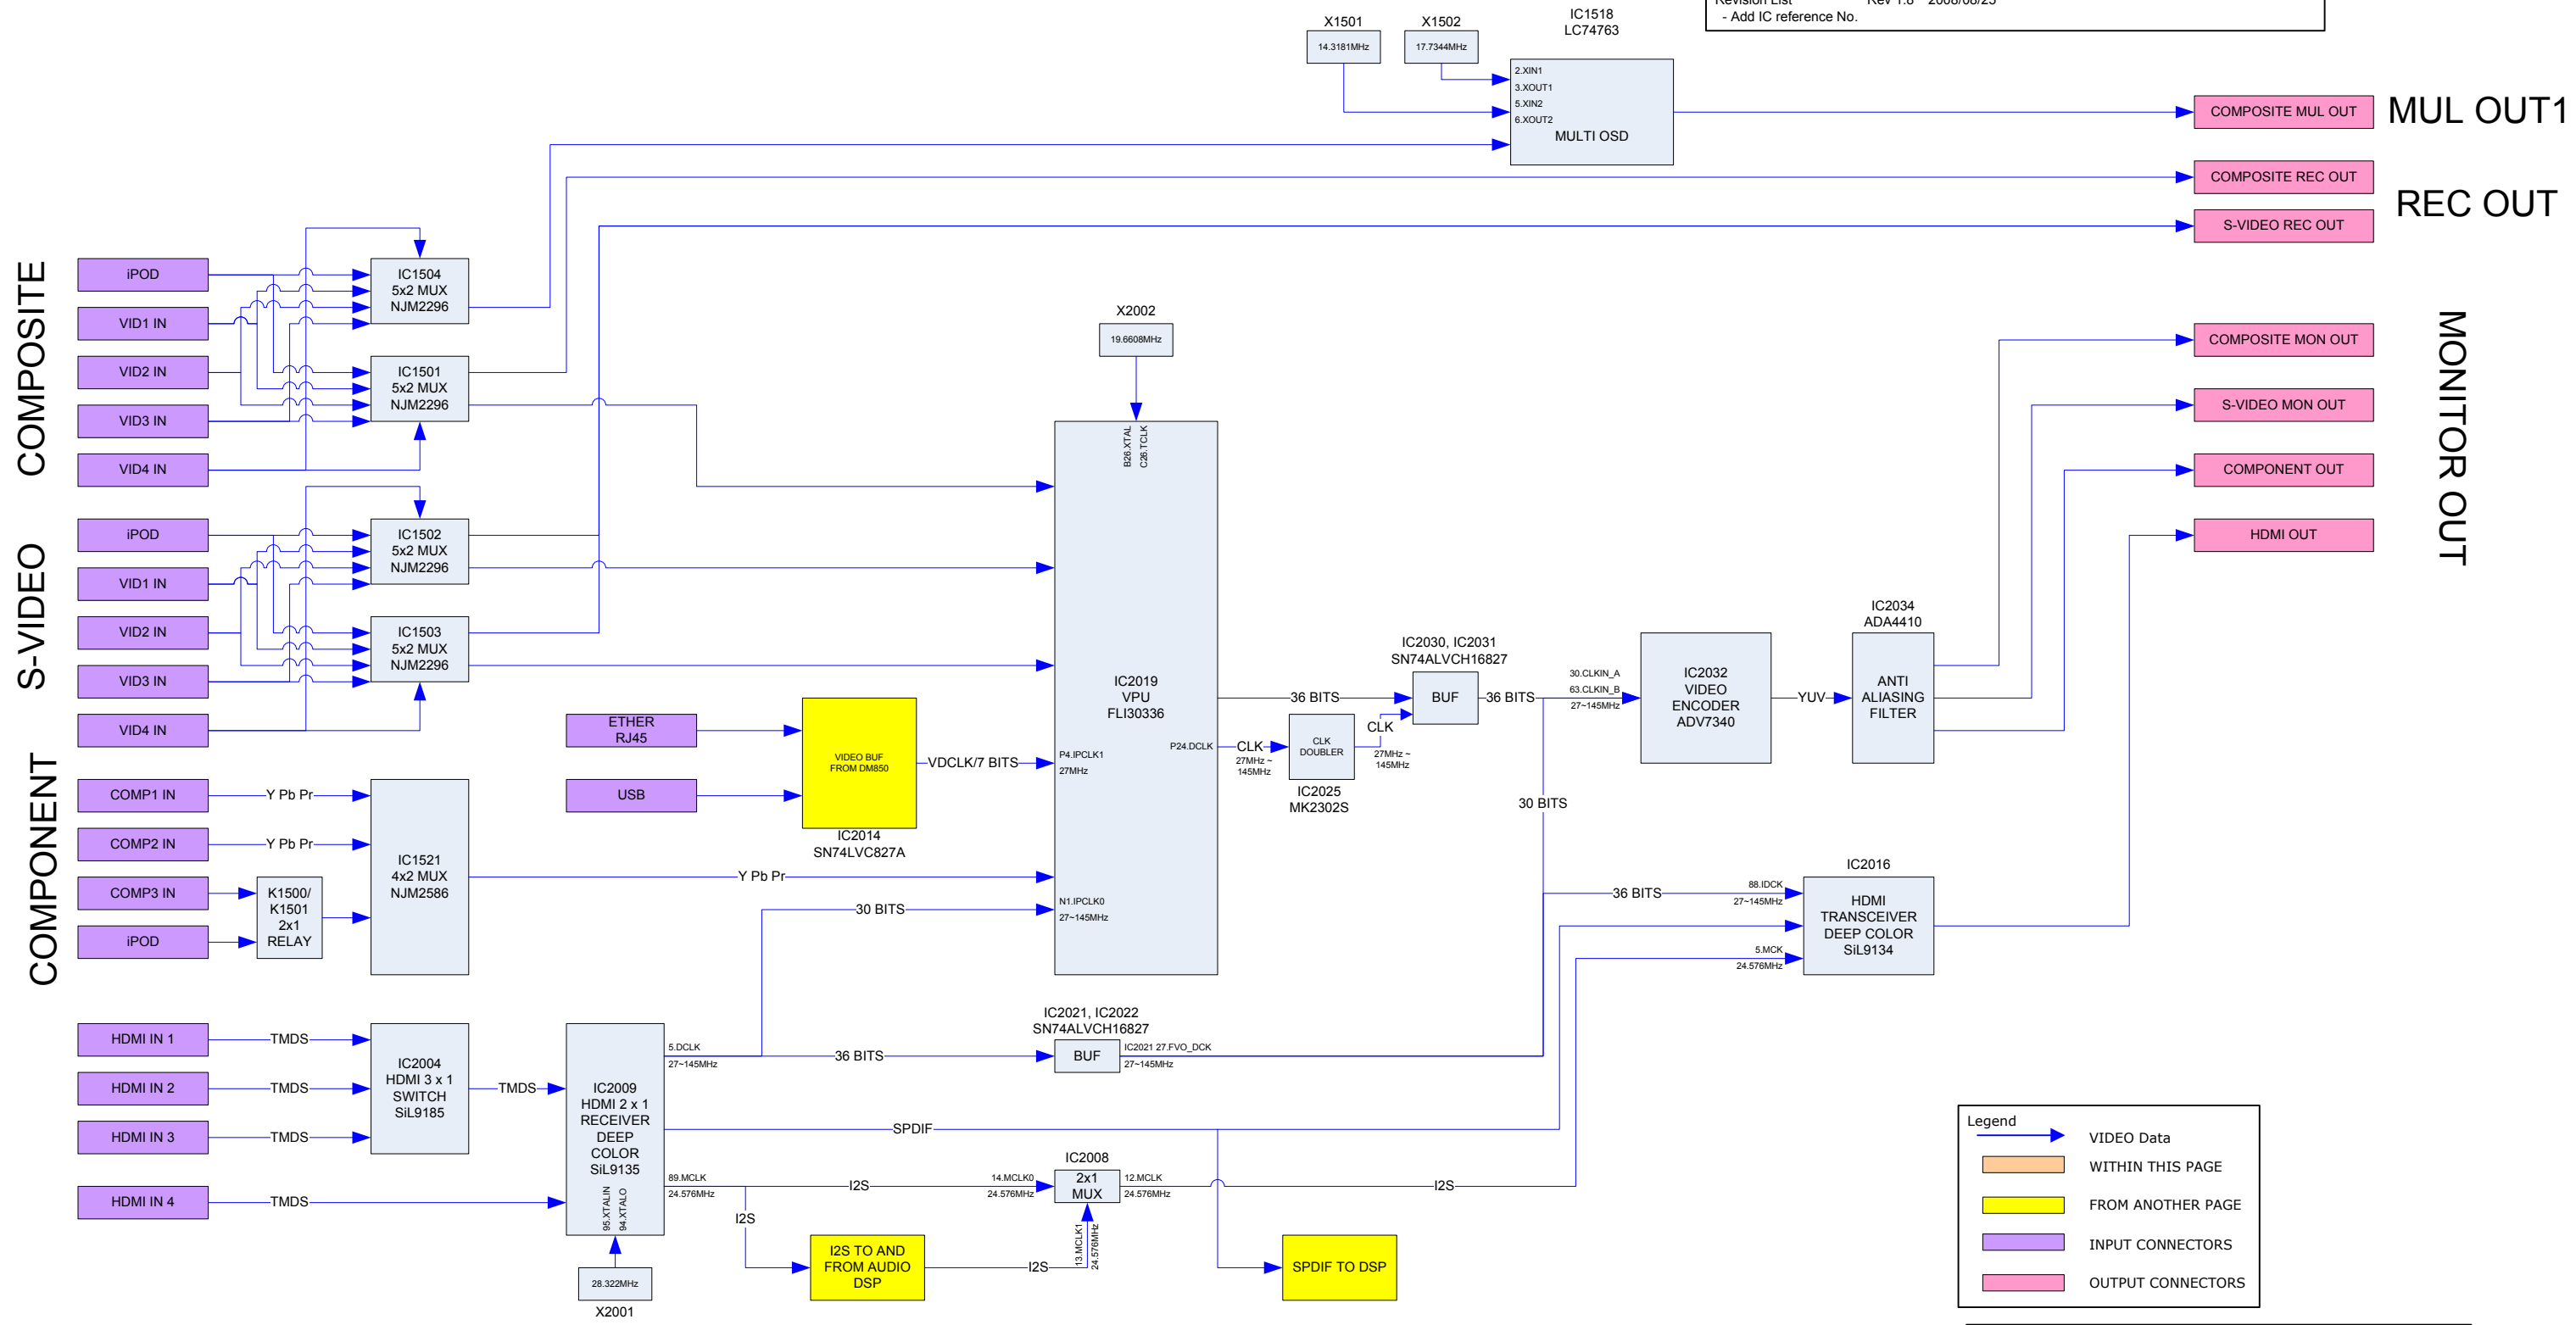 Revision List Rev 1.8 2008/08/25
- Add IC reference No.
X1501
14.3181MHz
X1502
17.7344MHz
IC1518
LC74763
2.XIN1
3.XOUT1
5.XIN2
6.XOUT2
MULTI OSD
COMPOSITE MUL OUT
MUL OUT1
COMPOSITE REC OUT
S-VIDEO REC OUT
REC OUT
COMPOSITE
iPOD
VID1 IN
VID2 IN
VID3 IN
VID4 IN
IC1504
5x2 MUX
NJM2296
IC1501
5x2 MUX
NJM2296
S-VIDEO
iPOD
VID1 IN
VID2 IN
VID3 IN
VID4 IN
IC1502
5x2 MUX
NJM2296
IC1503
5x2 MUX
NJM2296
COMPONENT
COMP1 IN
Y Pb Pr
COMP2 IN
Y Pb Pr
COMP3 IN
iPOD
K1500/
K1501
2x1
RELAY
IC1521
4x2 MUX
NJM2586
Y Pb Pr
ETHER
RJ45
USB
VIDEO BUF
FROM DM850
IC2014
SN74LVC827A
VDCLK/7 BITS
X2002
19.6608MHz
B26.XTAL
C26.TCLK
IC2019
VPU
FLI30336
P4.IPCLK1
27MHz
N1.IPCLK0
27~145MHz
P24.DCLK
30 BITS
36 BITS
CLK
27MHz ~
145MHz
CLK
DOUBLER
IC2025
MK2302S
CLK
27MHz ~
145MHz
IC2030, IC2031
SN74ALVCH16827
BUF
36 BITS
30 BITS
30.CLKIN_A
63.CLKIN_B
27~145MHz
IC2032
VIDEO
ENCODER
ADV7340
YUV
IC2034
ADA4410
ANTI
ALIASING
FILTER
COMPOSITE MON OUT
S-VIDEO MON OUT
COMPONENT OUT
HDMI OUT
MONITOR OUT
36 BITS
88.IDCK
27~145MHz
5.MCK
24.576MHz
IC2016
HDMI
TRANSCEIVER
DEEP COLOR
SiL9134
HDMI IN 1
TMDS
HDMI IN 2
TMDS
HDMI IN 3
TMDS
HDMI IN 4
TMDS
IC2004
HDMI 3 x 1
SWITCH
SiL9185
TMDS
IC2009
HDMI 2 x 1
RECEIVER
DEEP
COLOR
SiL9135
95.XTALIN
94.XTALO
28.322MHz
X2001
5.DCLK
27~145MHz
36 BITS
IC2021, IC2022
SN74ALVCH16827
BUF
IC2021 27.FVO_DCK
27~145MHz
SPDIF
89.MCLK
24.576MHz
I2S
I2S
14.MCLK0
24.576MHz
IC2008
2x1
MUX
12.MCLK
24.576MHz
I2S
13.MCLK1
24.576MHz
I2S TO AND
FROM AUDIO
DSP
I2S
SPDIF TO DSP
Legend
VIDEO Data
WITHIN THIS PAGE
FROM ANOTHER PAGE
INPUT CONNECTORS
OUTPUT CONNECTORS